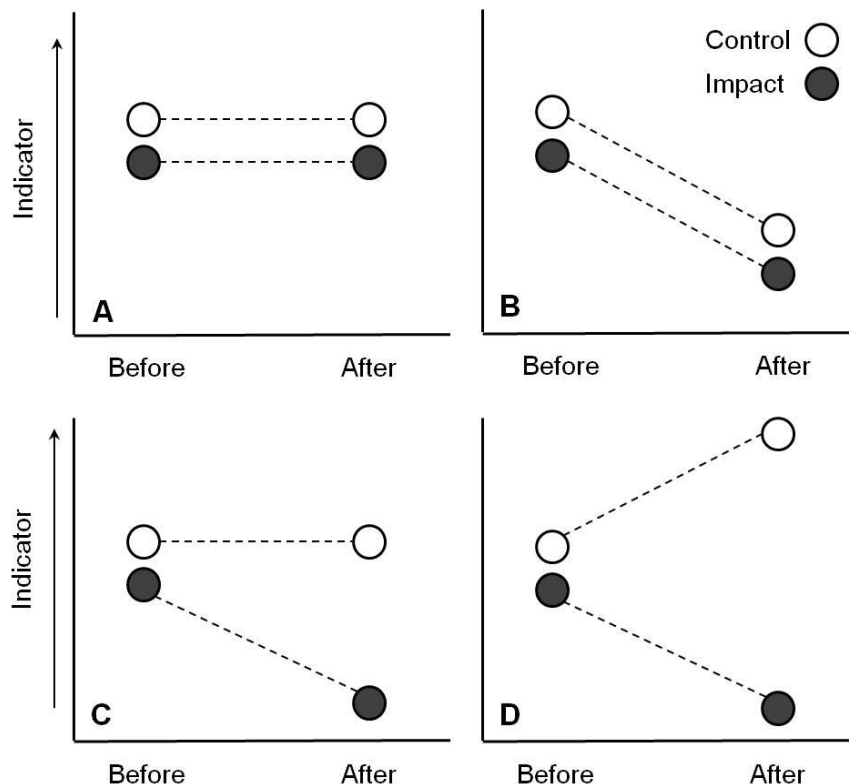 Control
Impact
Indicator
A
B
Before
After
Before
After
Indicator
C
D
Before
After
Before
After